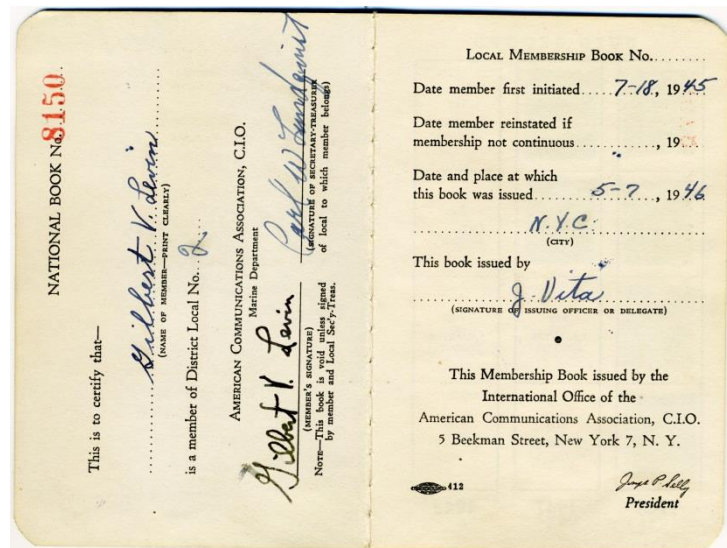 NATIONAL BOOK No. 8150
This is to certify that—
Gilbert V. Levin
(NAME OF MEMBER—PRINT CLEARLY)
is a member of District Local No. 2
AMERICAN COMMUNICATIONS ASSOCIATION, C.I.O.
Marine Department
Gilbert V. Levin
(MEMBER'S SIGNATURE)
NOTE—This book is void unless signed
by member and Local Sec'y-Treas.
Carl W
(SIGNATURE OF SECRETARY-TREASURER
of local to which member belongs)
LOCAL MEMBERSHIP BOOK No.........
Date member first initiated.....7-18, 1945
Date member reinstated if
membership not continuous............, 19
Date and place at which
this book was issued.........5-7, 1946
N.Y.C.
(CITY)
This book issued by
J. Vita
(SIGNATURE OF ISSUING OFFICER OR DELEGATE)
This Membership Book issued by the
International Office of the
American Communications Association, C.I.O.
5 Beekman Street, New York 7, N. Y.
412
Joseph P. Selly
President